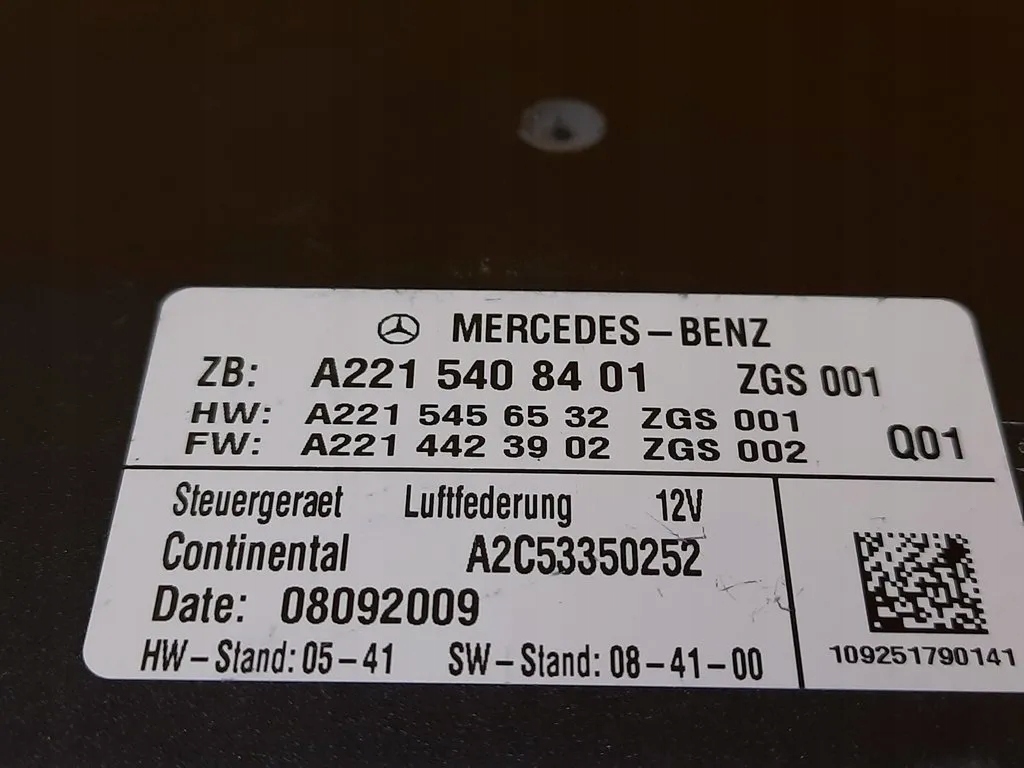 MERCEDES-BENZ
ZB: A221 540 84 01 ZGS 001
HW: A221 545 65 32 ZGS 001
FW: A221 442 39 02 ZGS 002 Q01
Steuergeraet Luftfederung 12V
Continental A2C53350252
Date: 08092009
HW-Stand: 05-41 SW-Stand: 08-41-00
109251790141